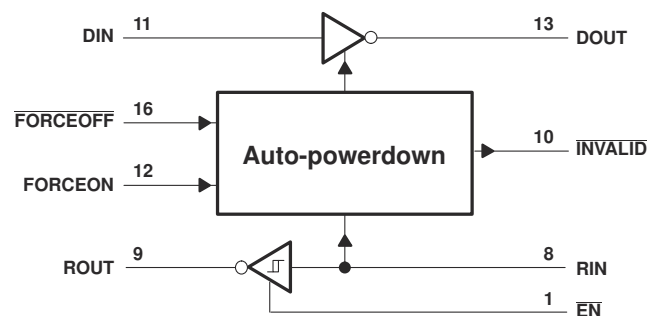 DIN 11 13 DOUT
FORCEOFF 16
Auto-powerdown 10 INVALID
FORCEON 12
ROUT 9 8 RIN
1 EN